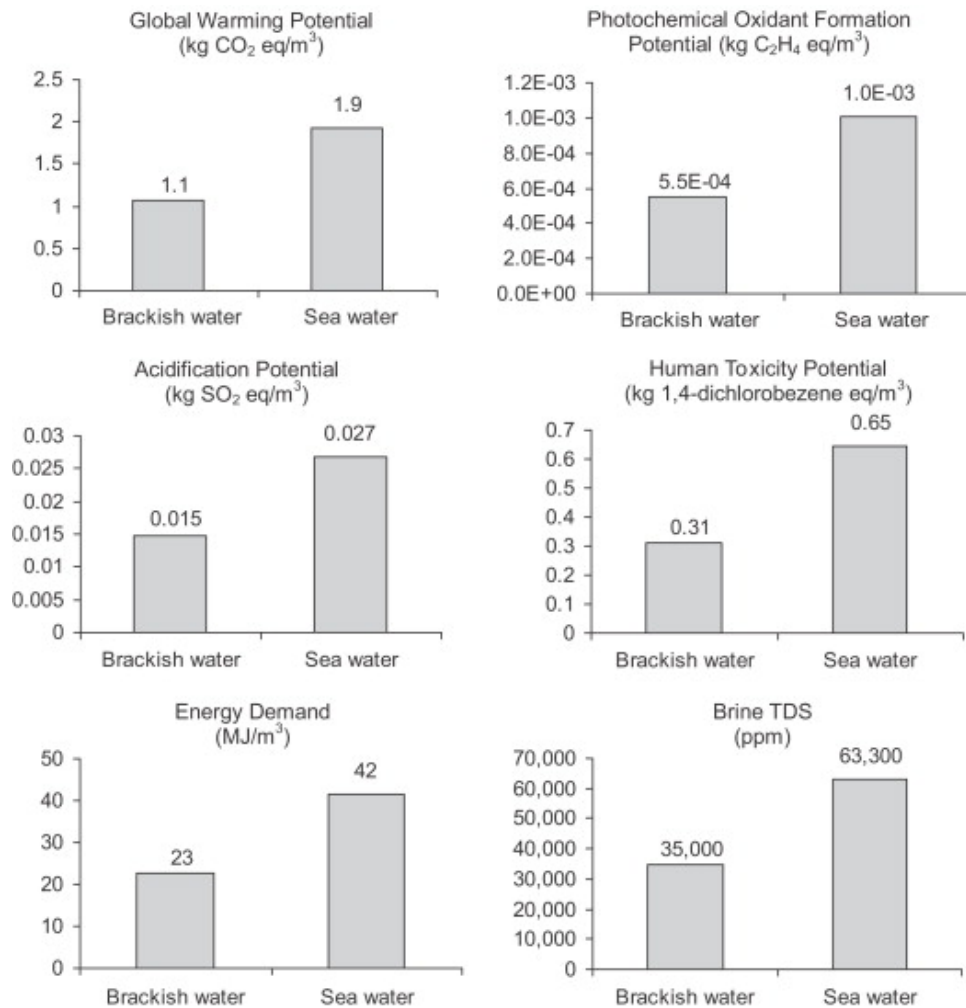 Global Warming Potential
(kg CO₂ eq/m³)
2.5
2
1.5
1
0.5
0
1.1
1.9
Brackish water
Sea water
Photochemical Oxidant Formation
Potential (kg C₂H₄ eq/m³)
1.2E-03
1.0E-03
8.0E-04
6.0E-04
4.0E-04
2.0E-04
0.0E+00
5.5E-04
1.0E-03
Brackish water
Sea water
Acidification Potential
(kg SO₂ eq/m³)
0.03
0.025
0.02
0.015
0.01
0.005
0
0.015
0.027
Brackish water
Sea water
Human Toxicity Potential
(kg 1,4-dichlorobezene eq/m³)
0.7
0.6
0.5
0.4
0.3
0.2
0.1
0
0.31
0.65
Brackish water
Sea water
Energy Demand
(MJ/m³)
50
40
30
20
10
0
23
42
Brackish water
Sea water
Brine TDS
(ppm)
70,000
60,000
50,000
40,000
30,000
20,000
10,000
0
35,000
63,300
Brackish water
Sea water